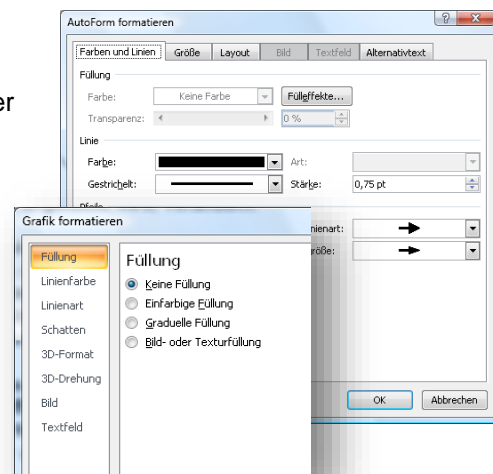 AutoForm formatieren
Farben und Linien Größe Layout Bild Textfeld Alternativtext
Füllung
Farbe: Keine Farbe Fülleffekte...
er
Transparenz: 0 %
Linie
Farbe: Art:
Gestrichelt: Stärke: 0,75 pt
Pfeile
nienart:
röße:
OK Abbrechen
Grafik formatieren
Füllung
Linienfarbe
Linienart
Schatten
3D-Format
3D-Drehung
Bild
Textfeld
Füllung
Keine Füllung
Einfarbige Füllung
Graduelle Füllung
Bild- oder Texturfüllung